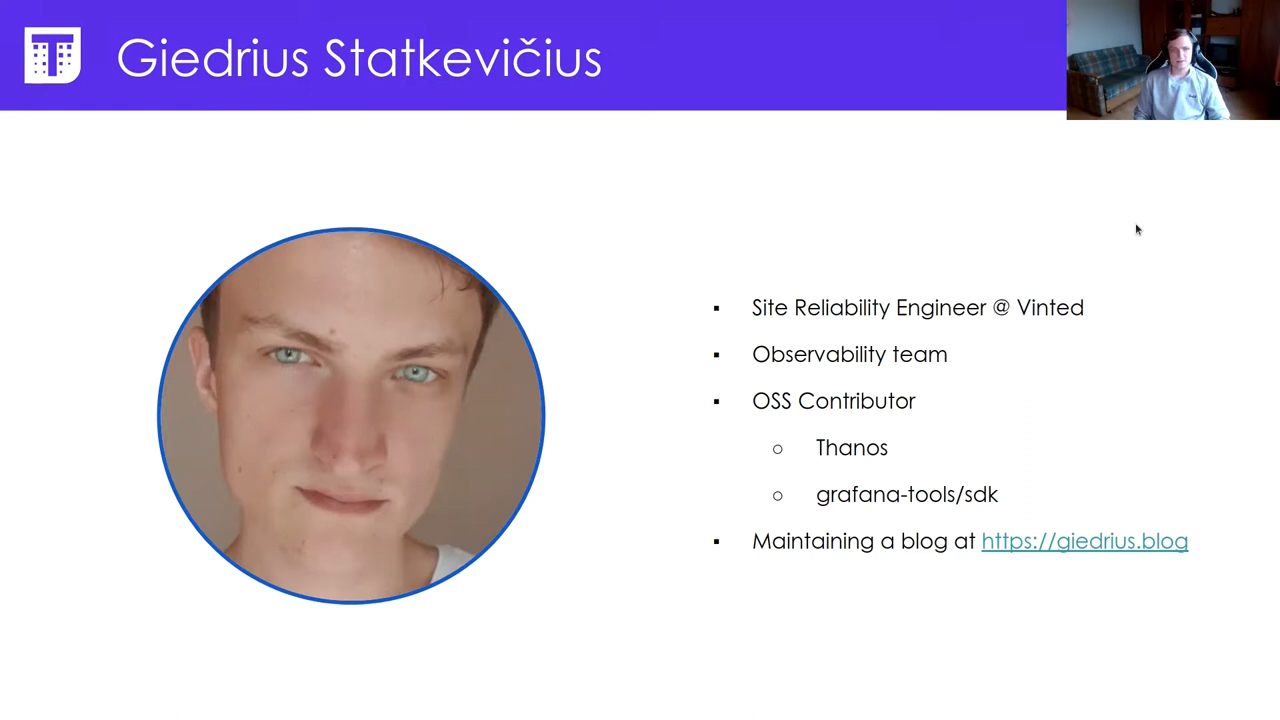 Giedrius Statkevičius
Site Reliability Engineer @ Vinted
Observability team
OSS Contributor
Thanos
grafana-tools/sdk
Maintaining a blog at https://giedrius.blog